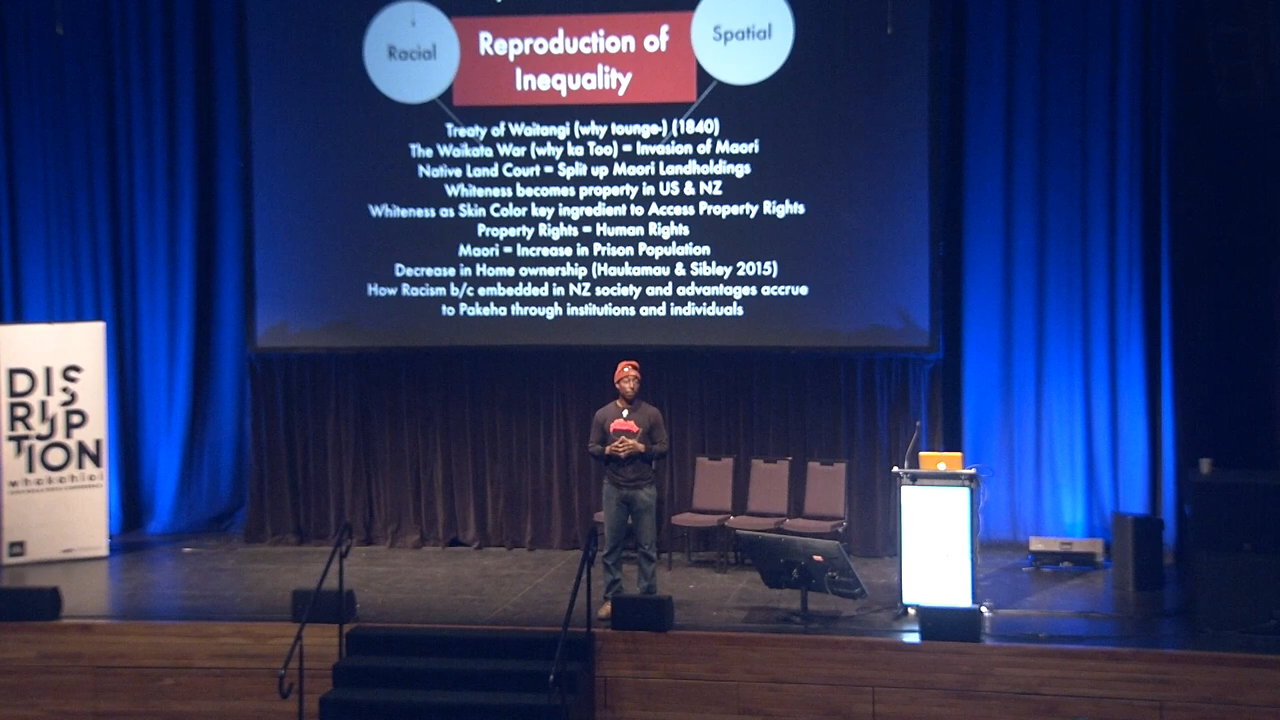 Racial
Reproduction of
Inequality
Spatial
Treaty of Waitangi (why tounge-) (1840)
The Waikata War (why ka Too) = Invasion of Maori
Native Land Court = Split up Maori Landholdings
Whiteness becomes property in US & NZ
Whiteness as Skin Color key ingredient to Access Property Rights
Property Rights = Human Rights
Maori = Increase in Prison Population
Decrease in Home ownership (Haukamau & Sibley 2015)
How Racism b/c embedded in NZ society and advantages accrue
to Pakeha through institutions and individuals
DIS
RUP
TION